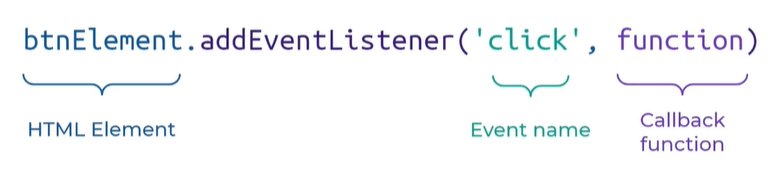 btnElement.addEventListener('click', function)
HTML Element
Event name
Callback
function